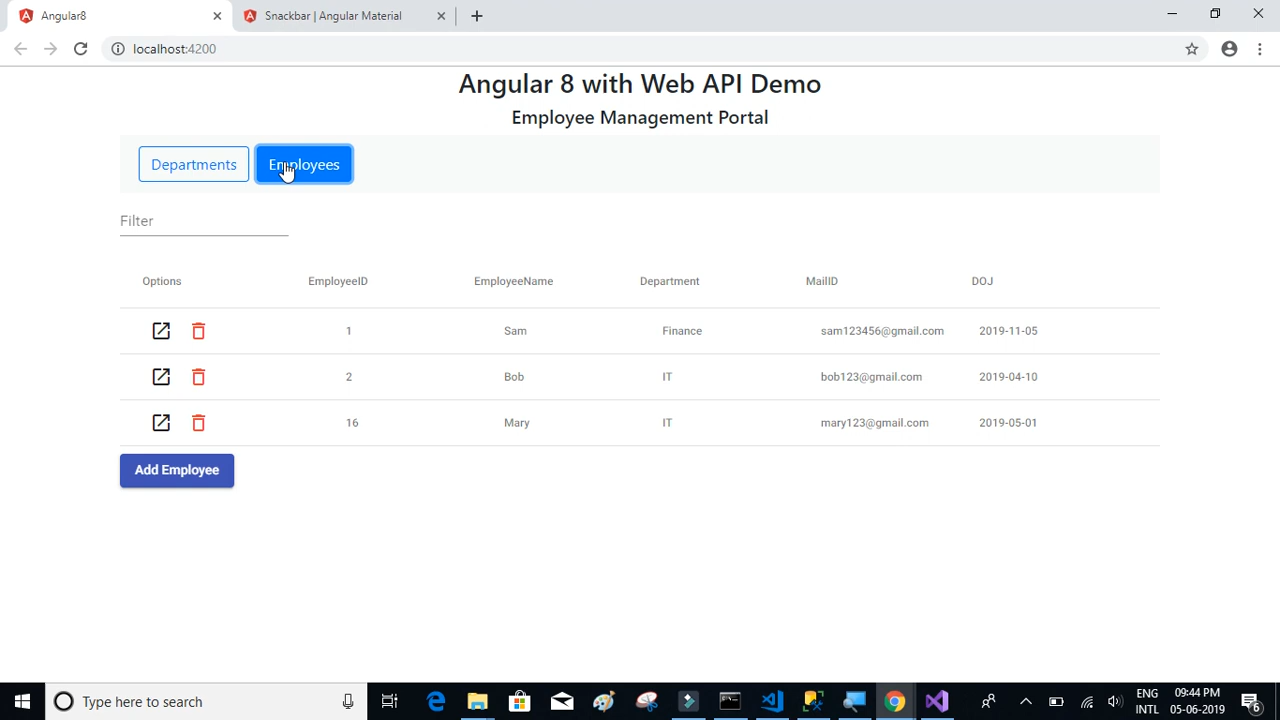 Angular8
Snackbar | Angular Material
localhost:4200
Angular 8 with Web API Demo
Employee Management Portal
Departments
Employees
Filter
Options EmployeeID EmployeeName Department MailID DOJ
1 Sam Finance sam123456@gmail.com 2019-11-05
2 Bob IT bob123@gmail.com 2019-04-10
16 Mary IT mary123@gmail.com 2019-05-01
Add Employee
Type here to search
ENG 09:44 PM
INTL 05-06-2019
6